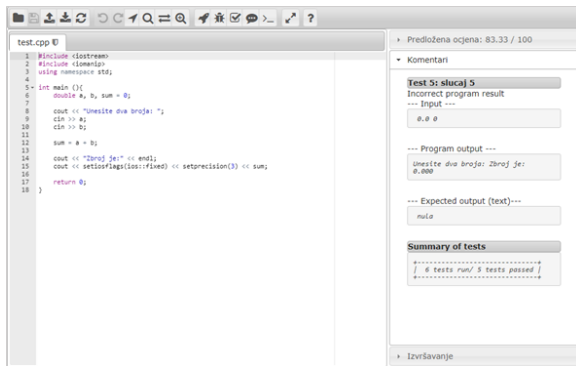 test.cpp
1 #include <iostream>
2 #include <iomanip>
3 using namespace std;
4
5 int main (){
6 double a, b, sum = 0;
7
8 cout << "Unesite dva broja: ";
9 cin >> a;
10 cin >> b;
11
12 sum = a + b;
13
14 cout << "Zbroj je:" << endl;
15 cout << setiosflags(ios::fixed) << setprecision(3) << sum;
16
17 return 0;
18 }
Predložena ocjena: 83.33 / 100
Komentari
Test 5: slucaj 5
Incorrect program result
--- Input ---
0.0 0
--- Program output ---
Unesite dva broja: Zbroj je:
0.000
--- Expected output (text)---
nula
Summary of tests
+------------------------------+
| 6 tests run/ 5 tests passed |
+------------------------------+
Izvršavanje